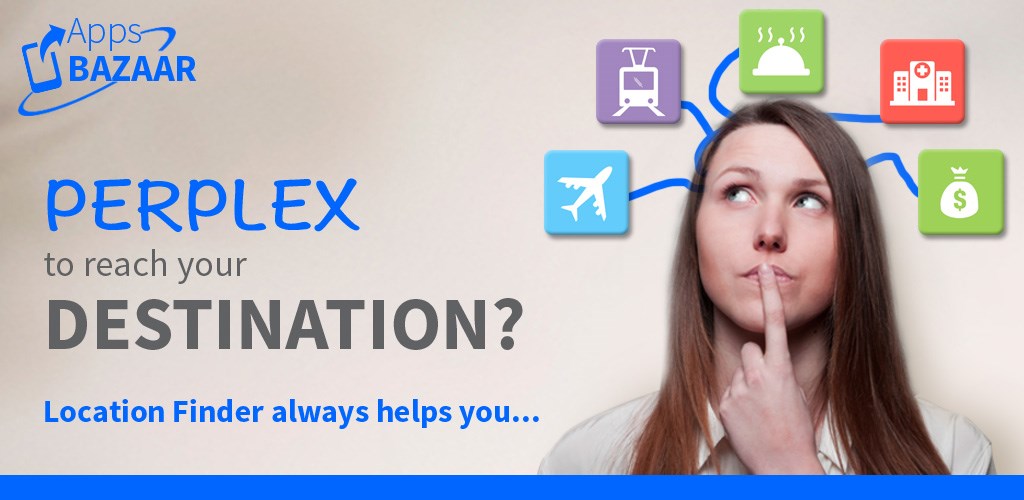 Apps
BAZAAR
PERPLEX
to reach your
DESTINATION?
Location Finder always helps you...
$